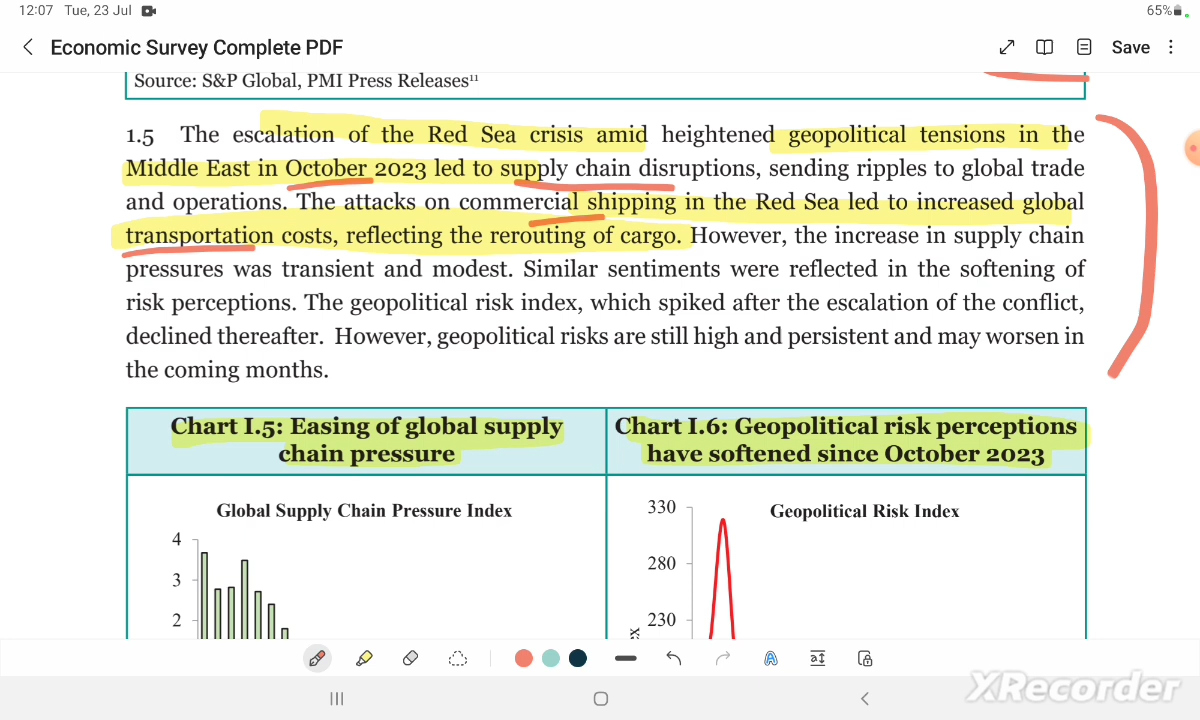 12:07 Tue, 23 Jul
65%
Economic Survey Complete PDF
Save
Source: S&P Global, PMI Press Releases¹¹
1.5 The escalation of the Red Sea crisis amid heightened geopolitical tensions in the
Middle East in October 2023 led to supply chain disruptions, sending ripples to global trade
and operations. The attacks on commercial shipping in the Red Sea led to increased global
transportation costs, reflecting the rerouting of cargo. However, the increase in supply chain
pressures was transient and modest. Similar sentiments were reflected in the softening of
risk perceptions. The geopolitical risk index, which spiked after the escalation of the conflict,
declined thereafter. However, geopolitical risks are still high and persistent and may worsen in
the coming months.
Chart I.5: Easing of global supply
chain pressure
Chart I.6: Geopolitical risk perceptions
have softened since October 2023
Global Supply Chain Pressure Index
4
3
2
Geopolitical Risk Index
330
280
230
XRecorder